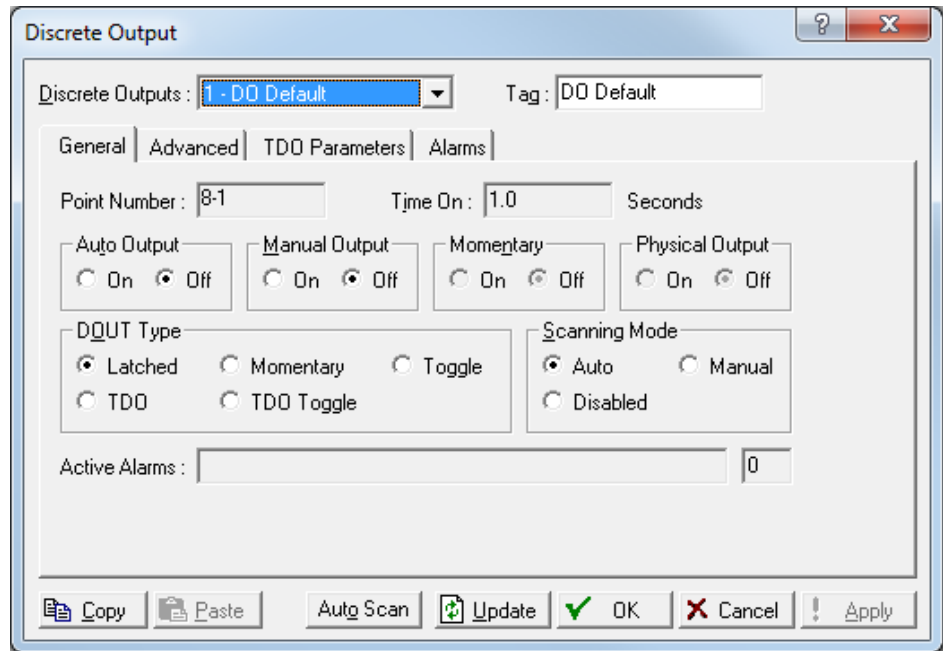 Discrete Output
Discrete Outputs : 1 - DO Default Tag : DO Default
General Advanced TDO Parameters Alarms
Point Number : 8-1 Time On : 1.0 Seconds
Auto Output Manual Output Momentary Physical Output
On Off On Off On Off On Off
DOUT Type Scanning Mode
Latched Momentary Toggle Auto Manual
TDO TDO Toggle Disabled
Active Alarms : 0
Copy Paste Auto Scan Update OK Cancel Apply